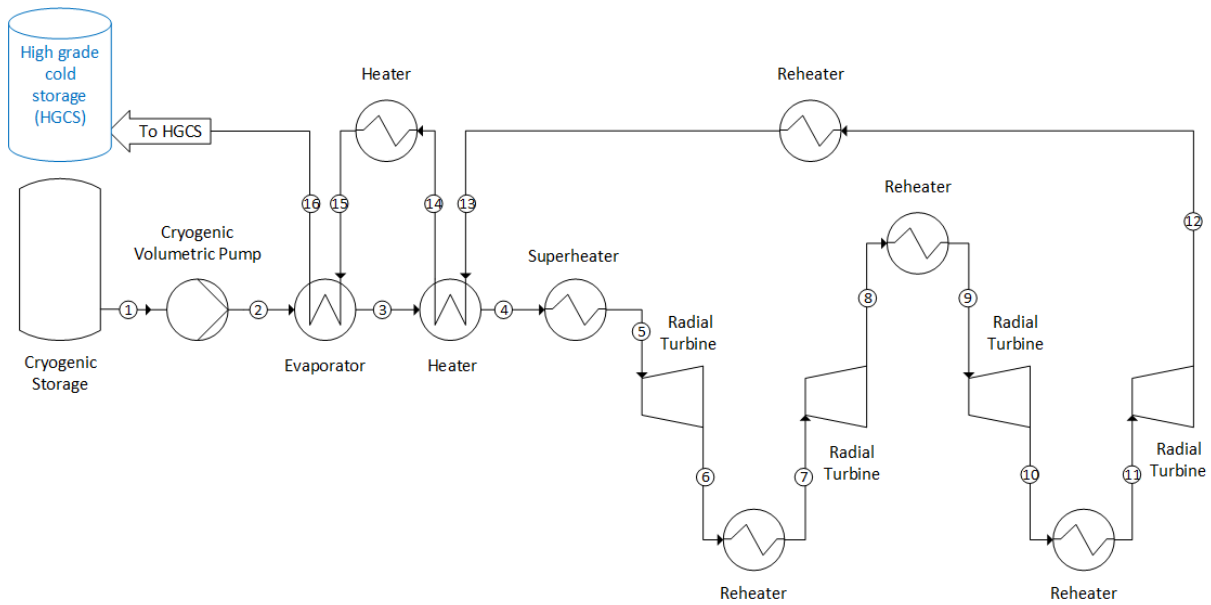 High grade
cold
storage
(HGCS)
To HGCS
Heater
Reheater
Reheater
16
15
14
13
12
Cryogenic
Volumetric Pump
Superheater
1
2
3
4
5
8
9
Radial
Turbine
Radial
Turbine
Cryogenic
Storage
Evaporator
Heater
6
7
10
11
Radial
Turbine
Radial
Turbine
Reheater
Reheater